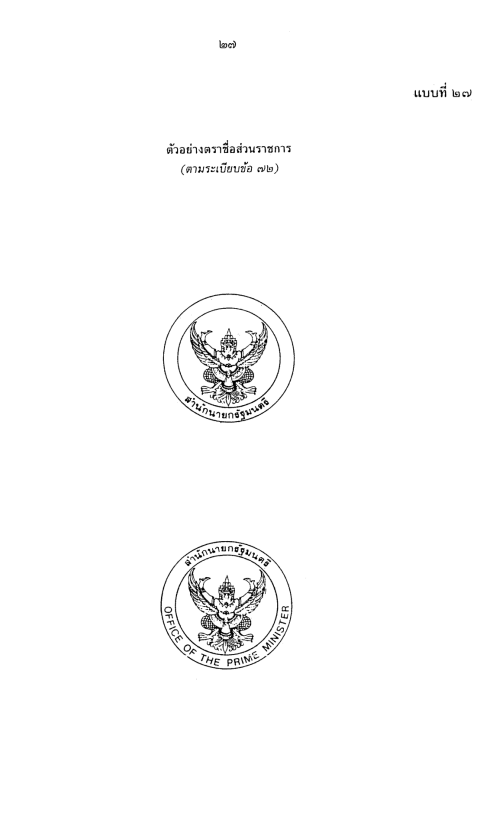 ๒๗
แบบที่ ๒๗
ตัวอย่างตราชื่อส่วนราชการ
(ตามระเบียบข้อ ๗๒)
สำนักนายกรัฐมนตรี
สำนักนายกรัฐมนตรี
OFFICE OF THE PRIME MINISTER